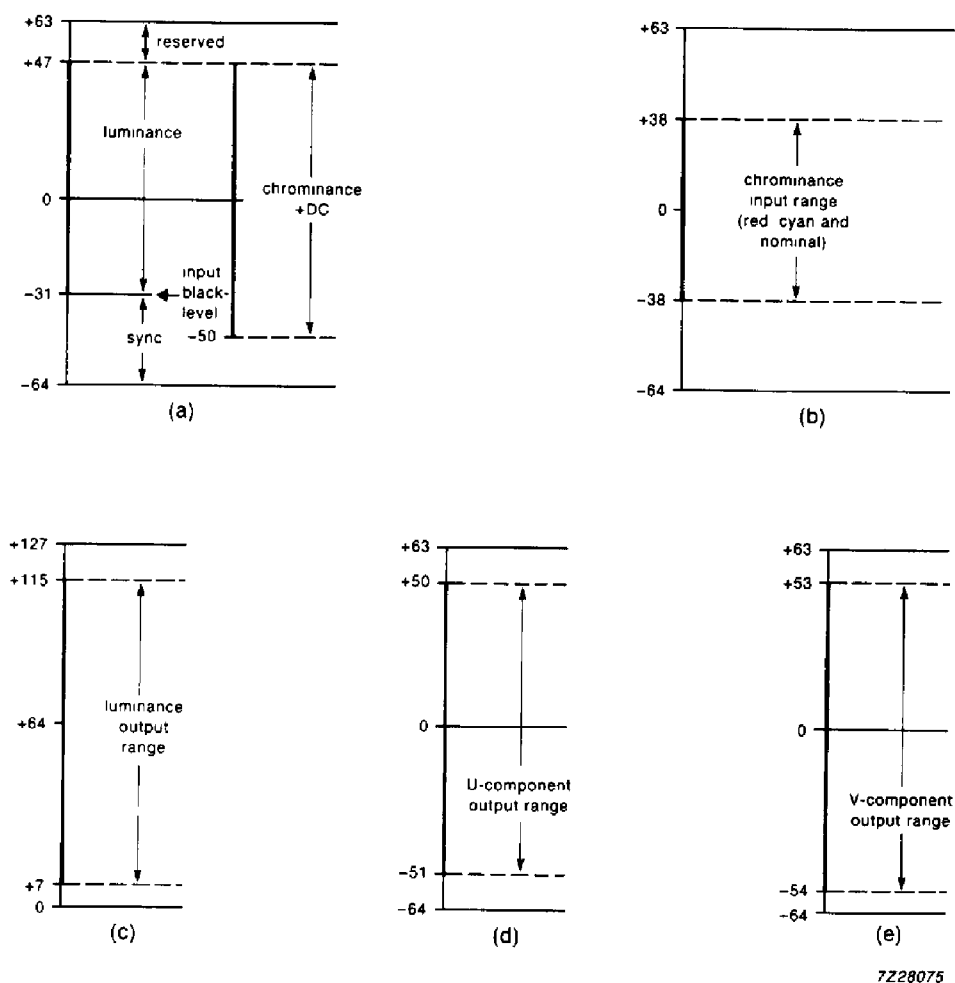 +63
reserved
+47
luminance
0
chrominance
+DC
input
black-
level
-31
-50
sync
-64
(a)
+63
+38
chrominance
input range
(red cyan and
nominal)
0
-38
-64
(b)
+127
+115
+64
luminance
output
range
+7
0
(c)
+63
+50
0
U-component
output range
-51
-64
(d)
+63
+53
0
V-component
output range
-54
-64
(e)
7Z28075